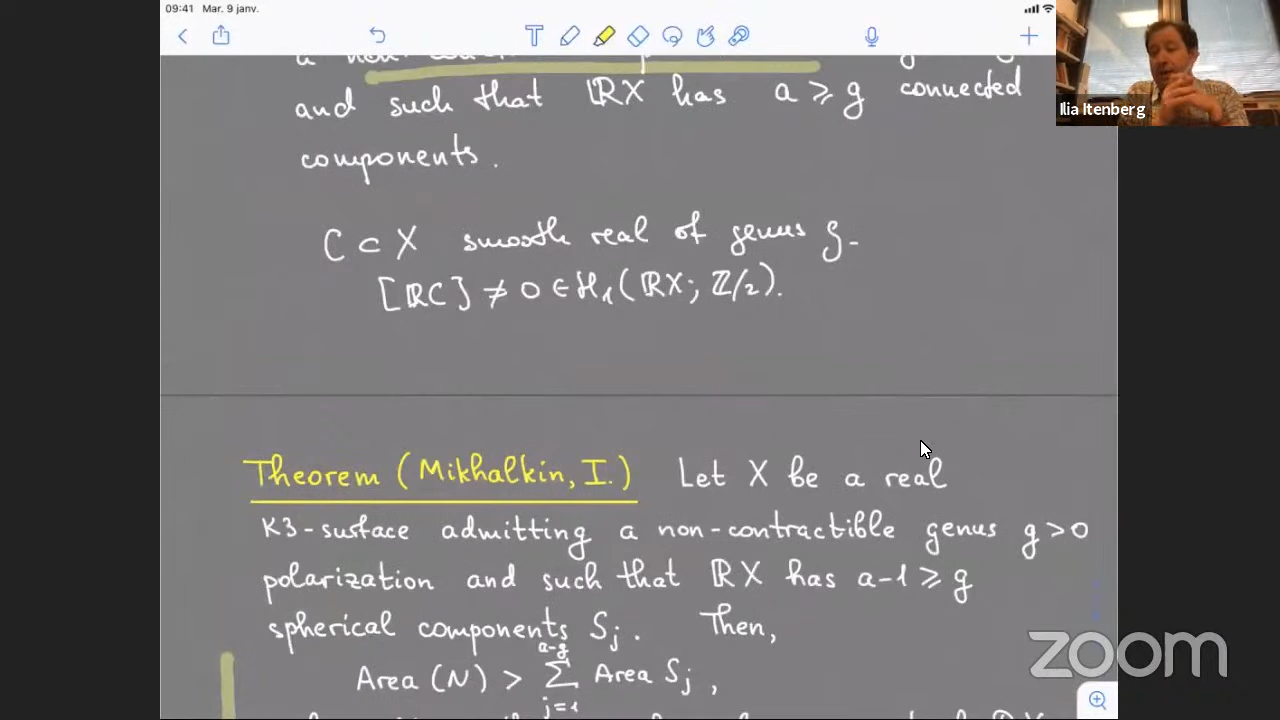 09:41 Mar. 9 janv.
Ilia Itenberg
and such that ℝX has a ⩾ g connected
components.
C ⊂ X smooth real of genus g.
[ℝC] ≠ 0 ∈ H₁(ℝX; ℤ/2).
Theorem (Mikhalkin, I.) Let X be a real
K3-surface admitting a non-contractible genus g>0
polarization and such that ℝX has a-1 ⩾ g
spherical components Sⱼ. Then,
a-g
Area (N) > Σ Area Sⱼ,
j=1
zoom